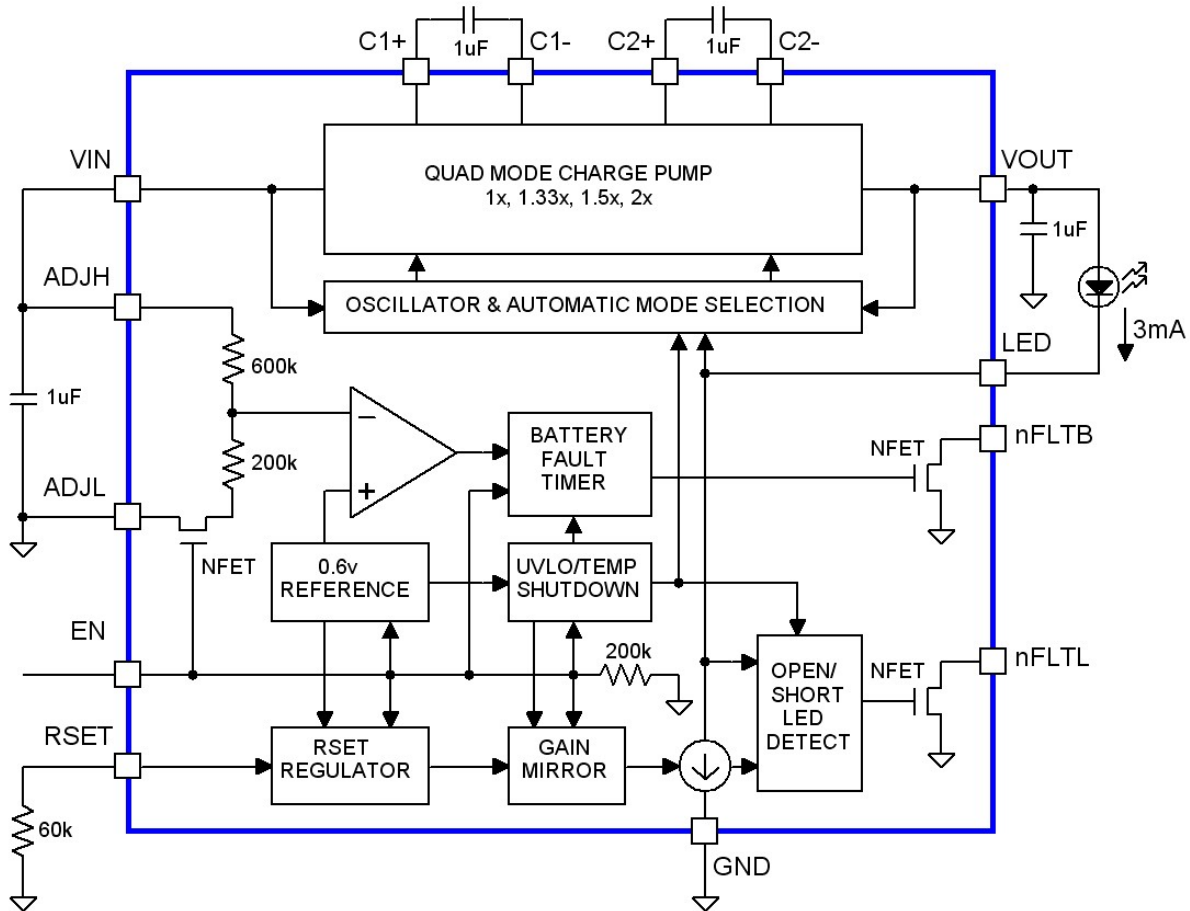 C1+
1uF
C1-
C2+
1uF
C2-
VIN
QUAD MODE CHARGE PUMP
1x, 1.33x, 1.5x, 2x
VOUT
1uF
ADJH
OSCILLATOR & AUTOMATIC MODE SELECTION
3mA
LED
600k
1uF
BATTERY
FAULT
TIMER
nFLTB
NFET
200k
ADJL
NFET
0.6v
REFERENCE
UVLO/TEMP
SHUTDOWN
EN
200k
OPEN/
SHORT
LED
DETECT
NFET
nFLTL
RSET
RSET
REGULATOR
GAIN
MIRROR
60k
GND